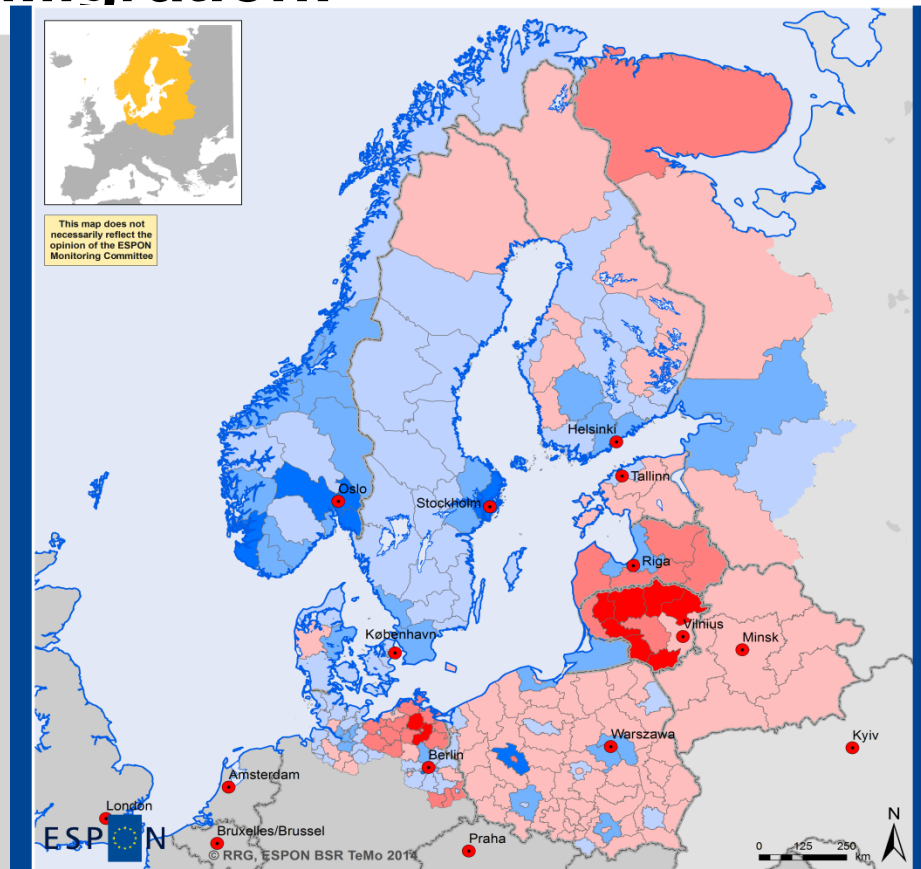 This map does not
necessarily reflect the
opinion of the ESPON
Monitoring Committee
Helsinki
Oslo
Tallinn
Stockholm
Riga
København
Vilnius
Minsk
Warszawa
Kyiv
Berlin
Amsterdam
London
Bruxelles/Brussel
Praha
ESPON
© RRG, ESPON BSR TeMo 2014
N
0 125 250
km